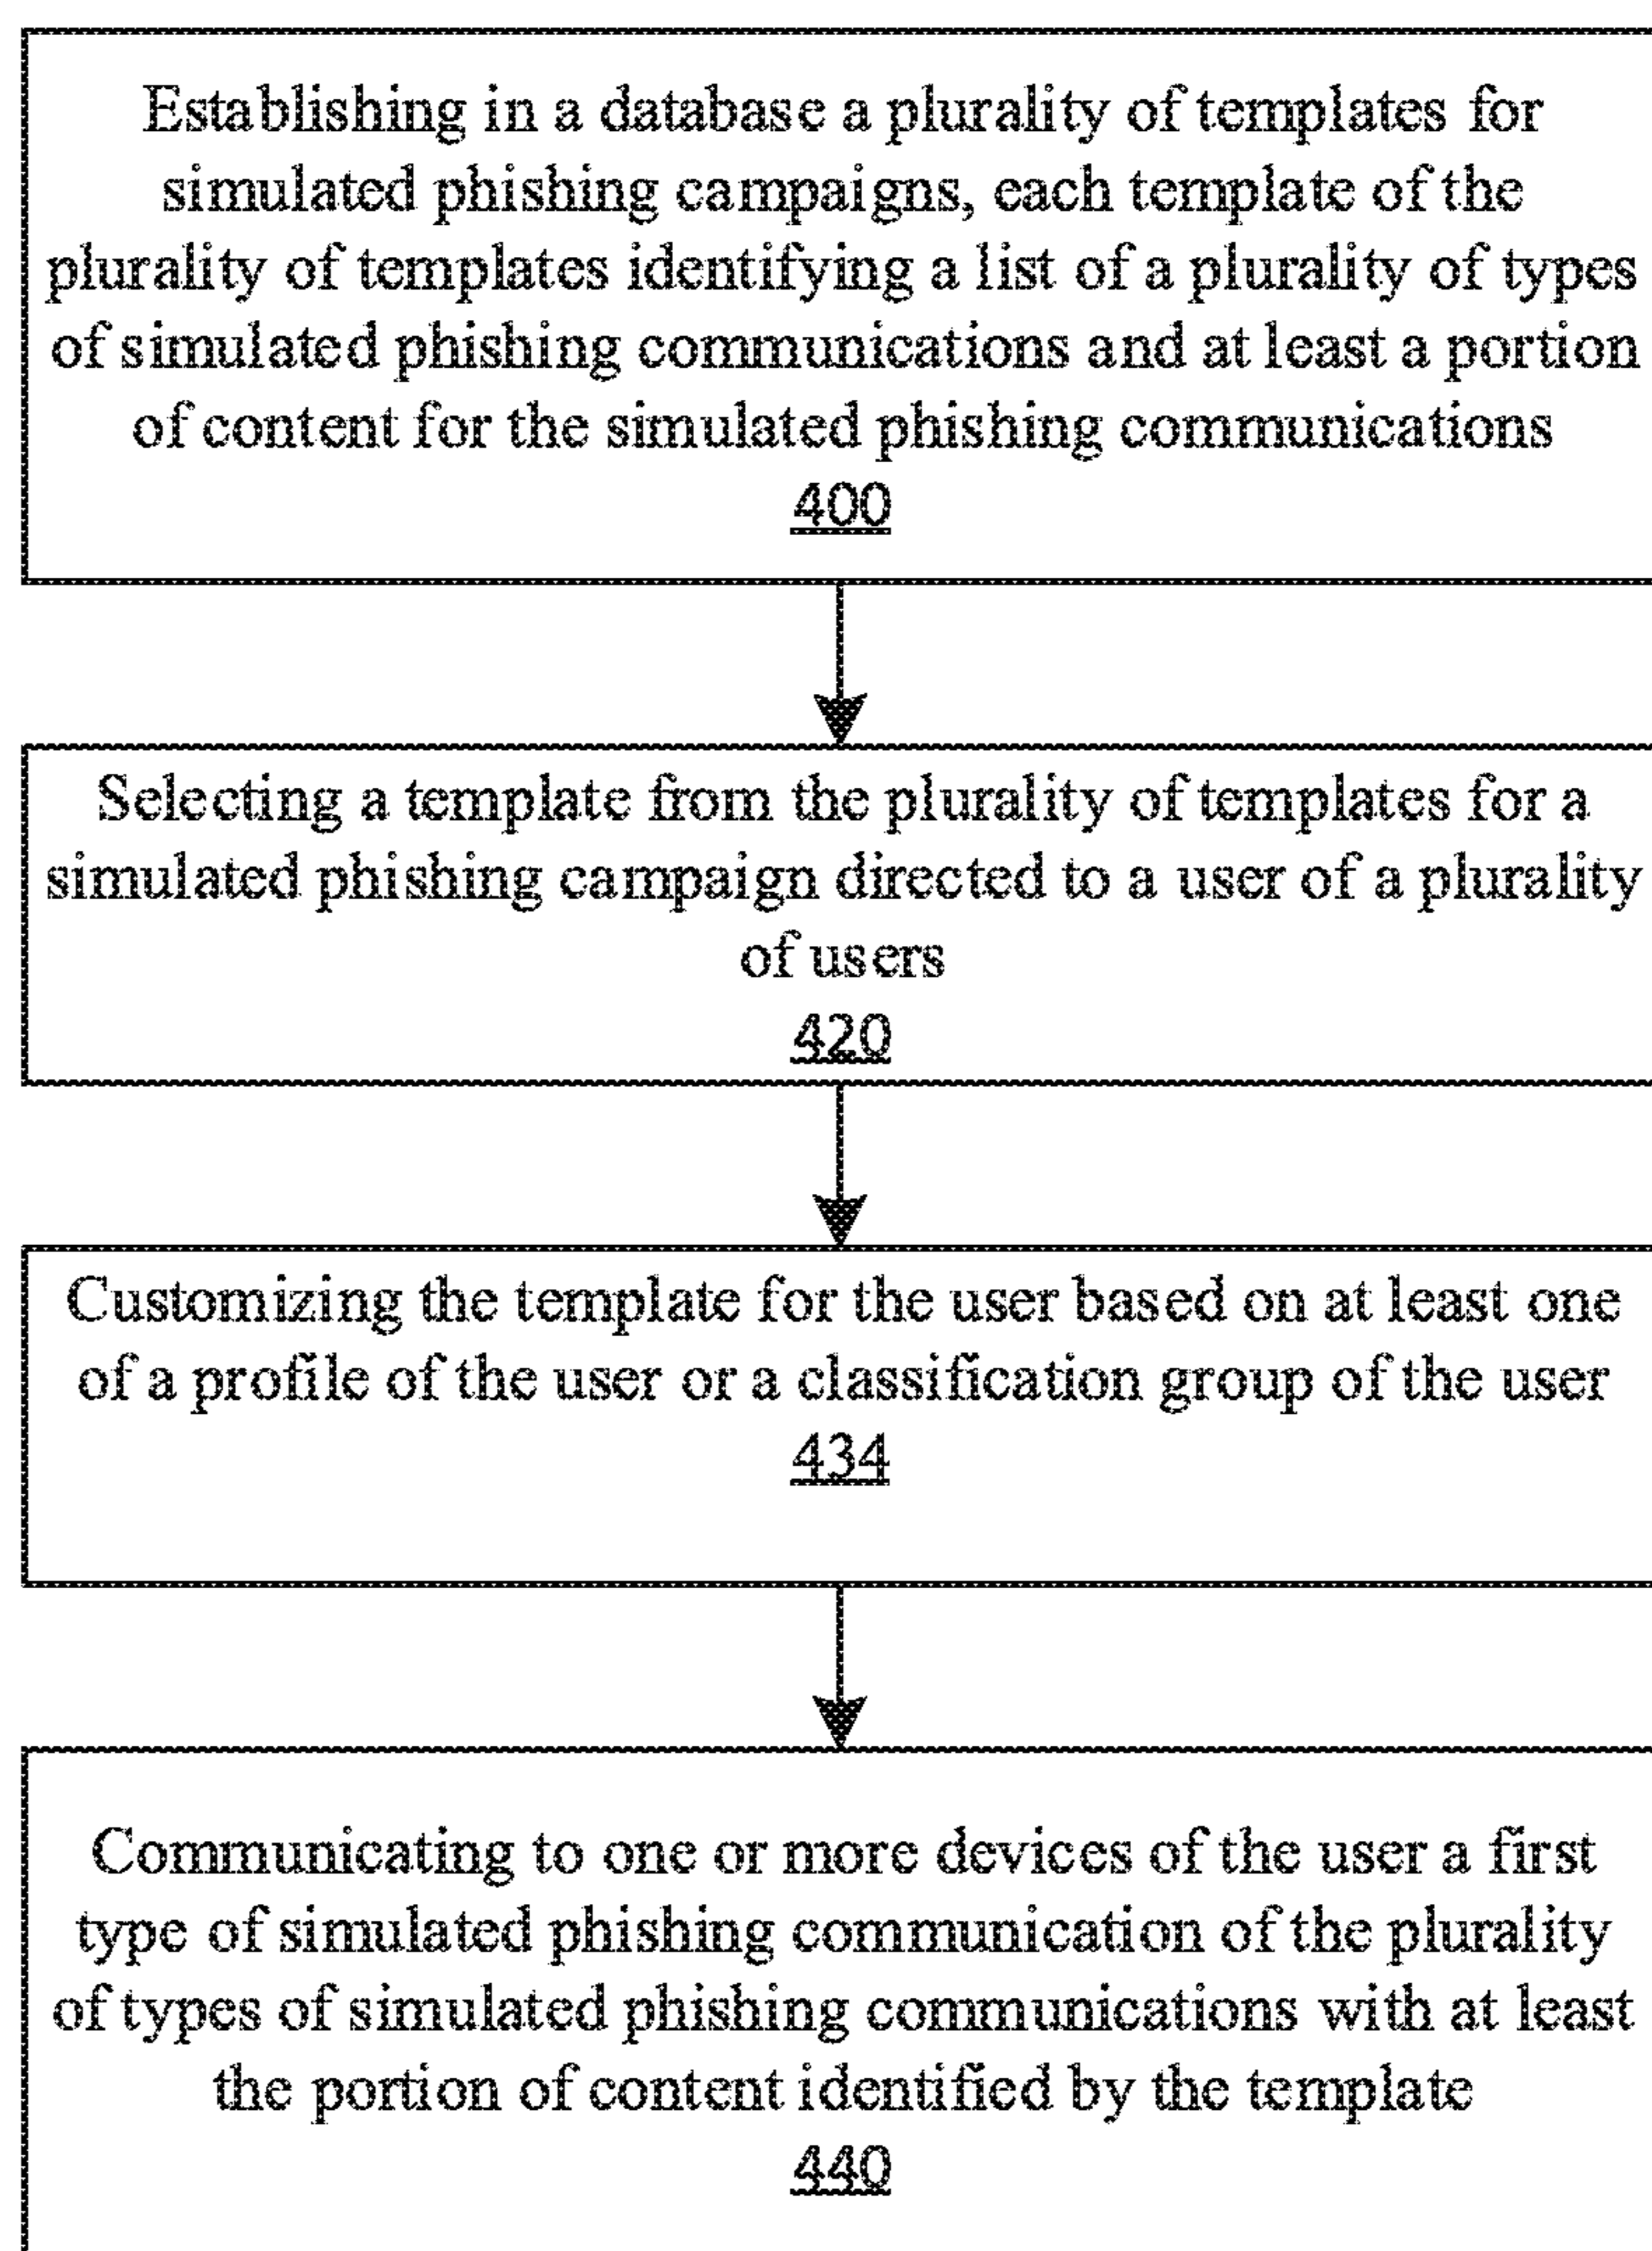 Establishing in a database a plurality of templates for
simulated phishing campaigns, each template of the
plurality of templates identifying a list of a plurality of types
of simulated phishing communications and at least a portion
of content for the simulated phishing communications
400
Selecting a template from the plurality of templates for a
simulated phishing campaign directed to a user of a plurality
of users
420
Customizing the template for the user based on at least one
of a profile of the user or a classification group of the user
434
Communicating to one or more devices of the user a first
type of simulated phishing communication of the plurality
of types of simulated phishing communications with at least
the portion of content identified by the template
440